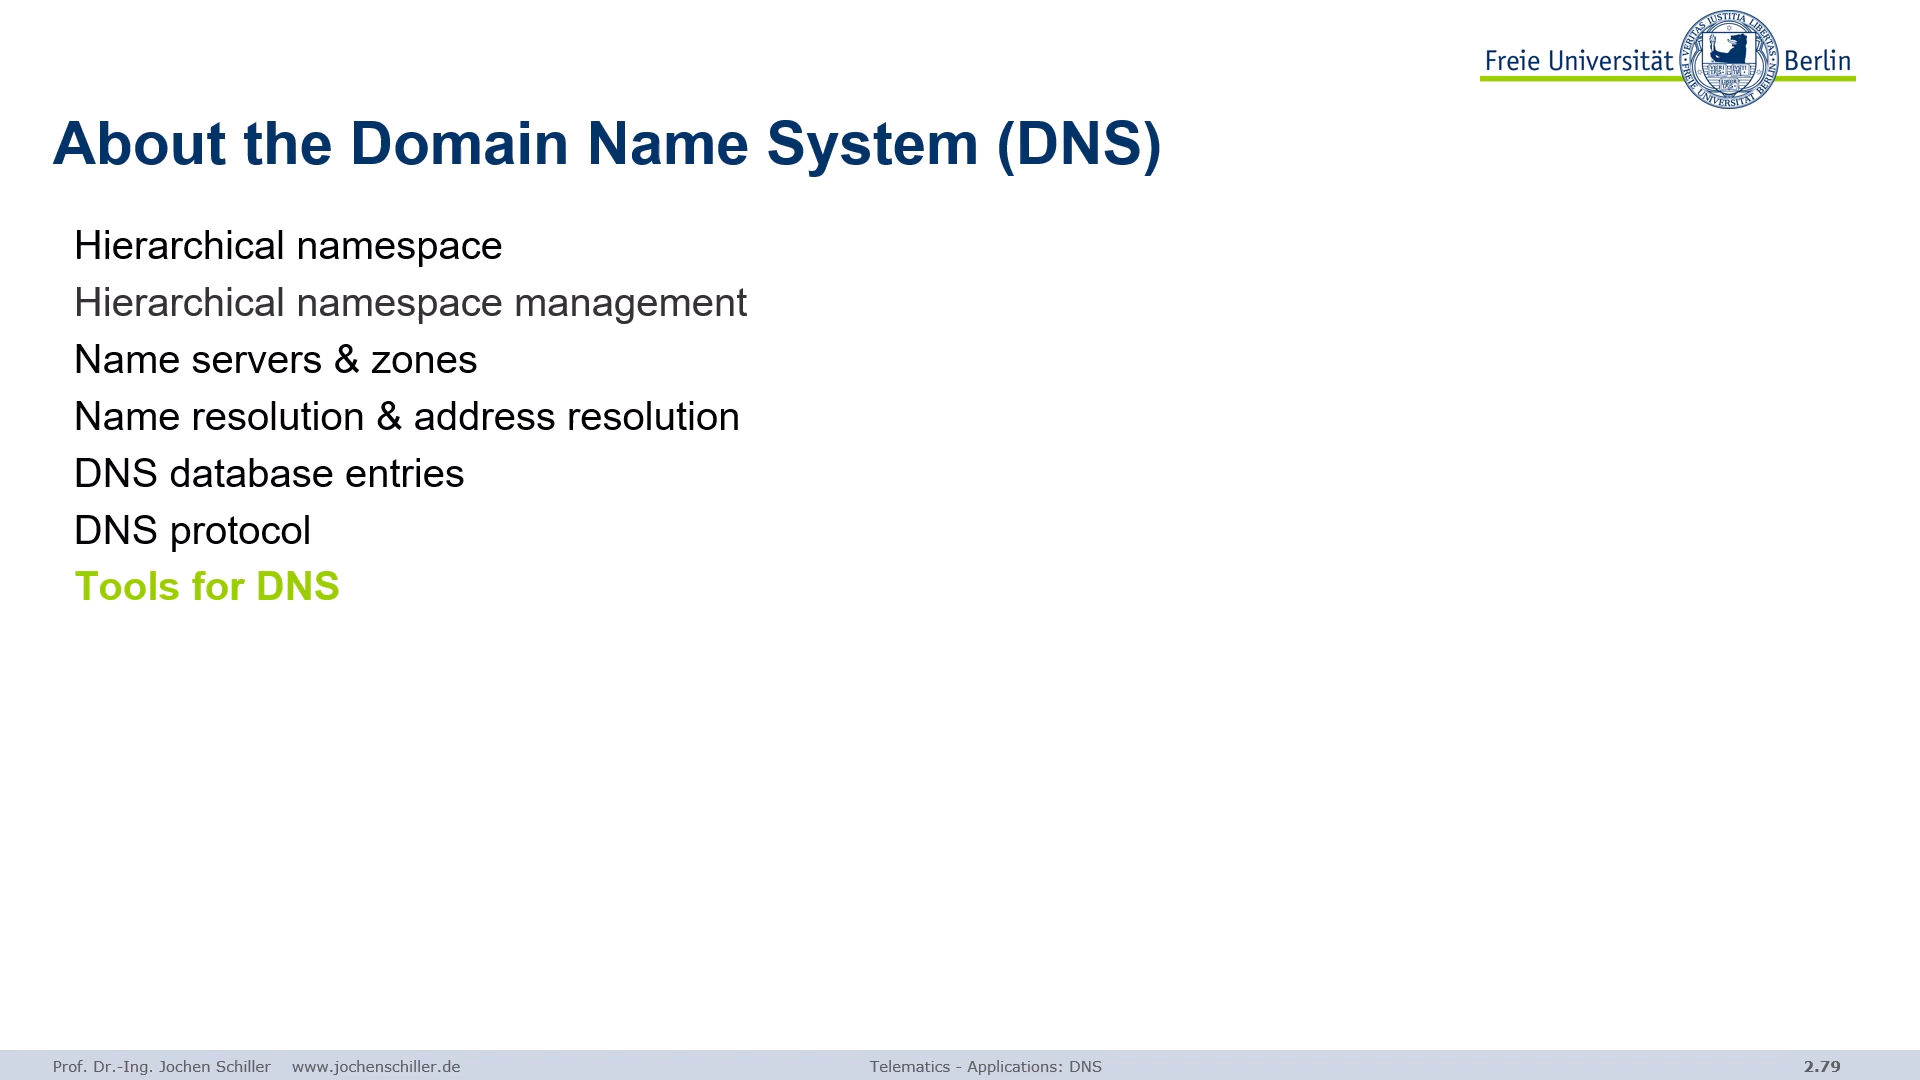 Freie Universität Berlin
About the Domain Name System (DNS)
Hierarchical namespace
Hierarchical namespace management
Name servers & zones
Name resolution & address resolution
DNS database entries
DNS protocol
Tools for DNS
Prof. Dr.-Ing. Jochen Schiller www.jochenschiller.de Telematics - Applications: DNS 2.79